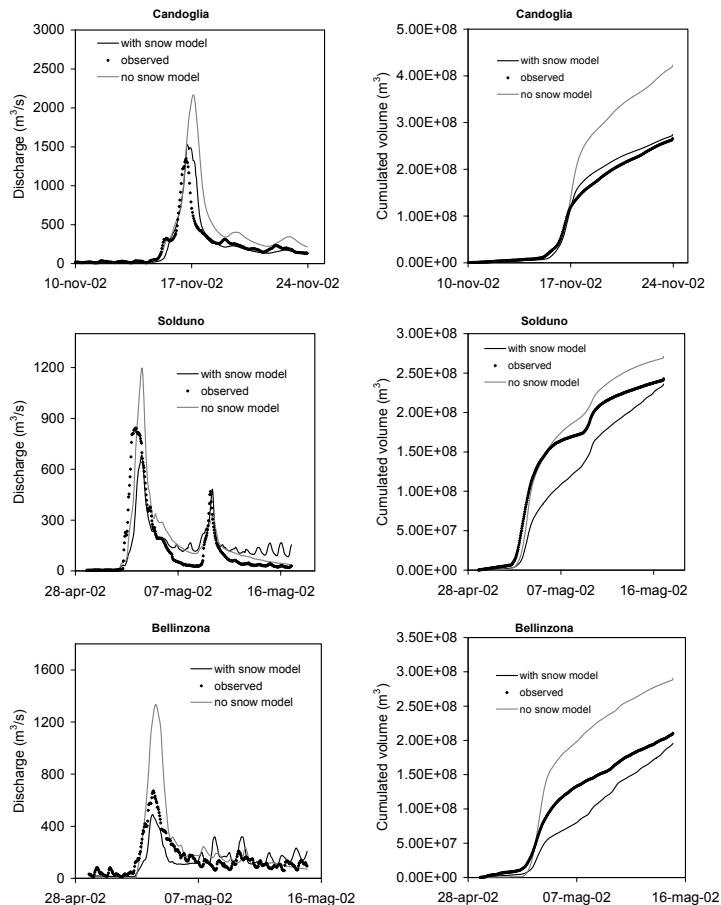 Candoglia
3000
2500
2000
1500
1000
500
0
Discharge (m³/s)
with snow model
observed
no snow model
10-nov-02
17-nov-02
24-nov-02
Candoglia
5.00E+08
4.00E+08
3.00E+08
2.00E+08
1.00E+08
0.00E+00
Cumulated volume (m³)
with snow model
observed
no snow model
10-nov-02
17-nov-02
24-nov-02
Solduno
1200
900
600
300
0
Discharge (m³/s)
with snow model
observed
no snow model
28-apr-02
07-mag-02
16-mag-02
Solduno
3.00E+08
2.50E+08
2.00E+08
1.50E+08
1.00E+08
5.00E+07
0.00E+00
Cumulated volume (m³)
with snow model
observed
no snow model
28-apr-02
07-mag-02
16-mag-02
Bellinzona
1600
1200
800
400
0
Discharge (m³/s)
with snow model
observed
no snow model
28-apr-02
07-mag-02
16-mag-02
Bellinzona
3.50E+08
3.00E+08
2.50E+08
2.00E+08
1.50E+08
1.00E+08
5.00E+07
0.00E+00
Cumulated volume (m³)
with snow model
observed
no snow model
28-apr-02
07-mag-02
16-mag-02